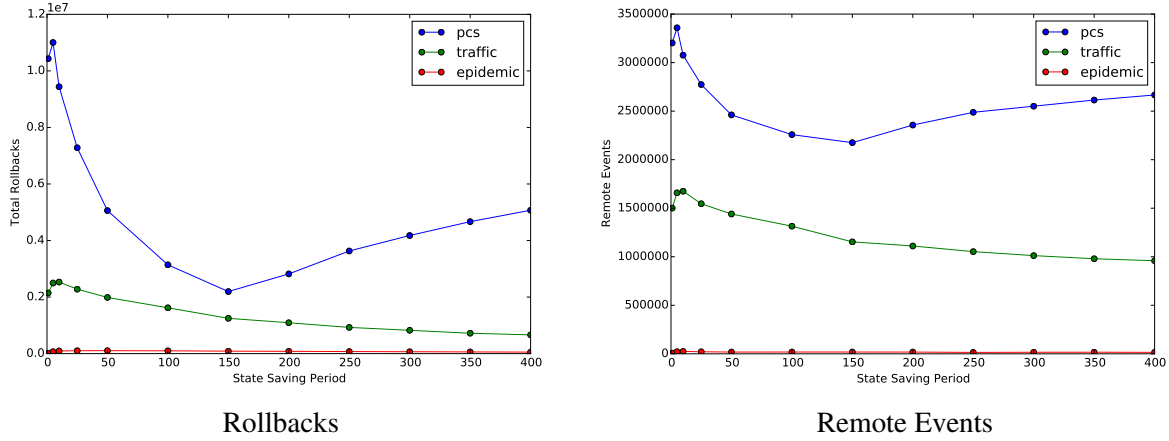 1e7
1.2
1.0
0.8
0.6
0.4
0.2
0.0
Total Rollbacks
0 50 100 150 200 250 300 350 400
State Saving Period
pcs
traffic
epidemic
Rollbacks
3500000
3000000
2500000
2000000
1500000
1000000
500000
0
Remote Events
0 50 100 150 200 250 300 350 400
State Saving Period
pcs
traffic
epidemic
Remote Events